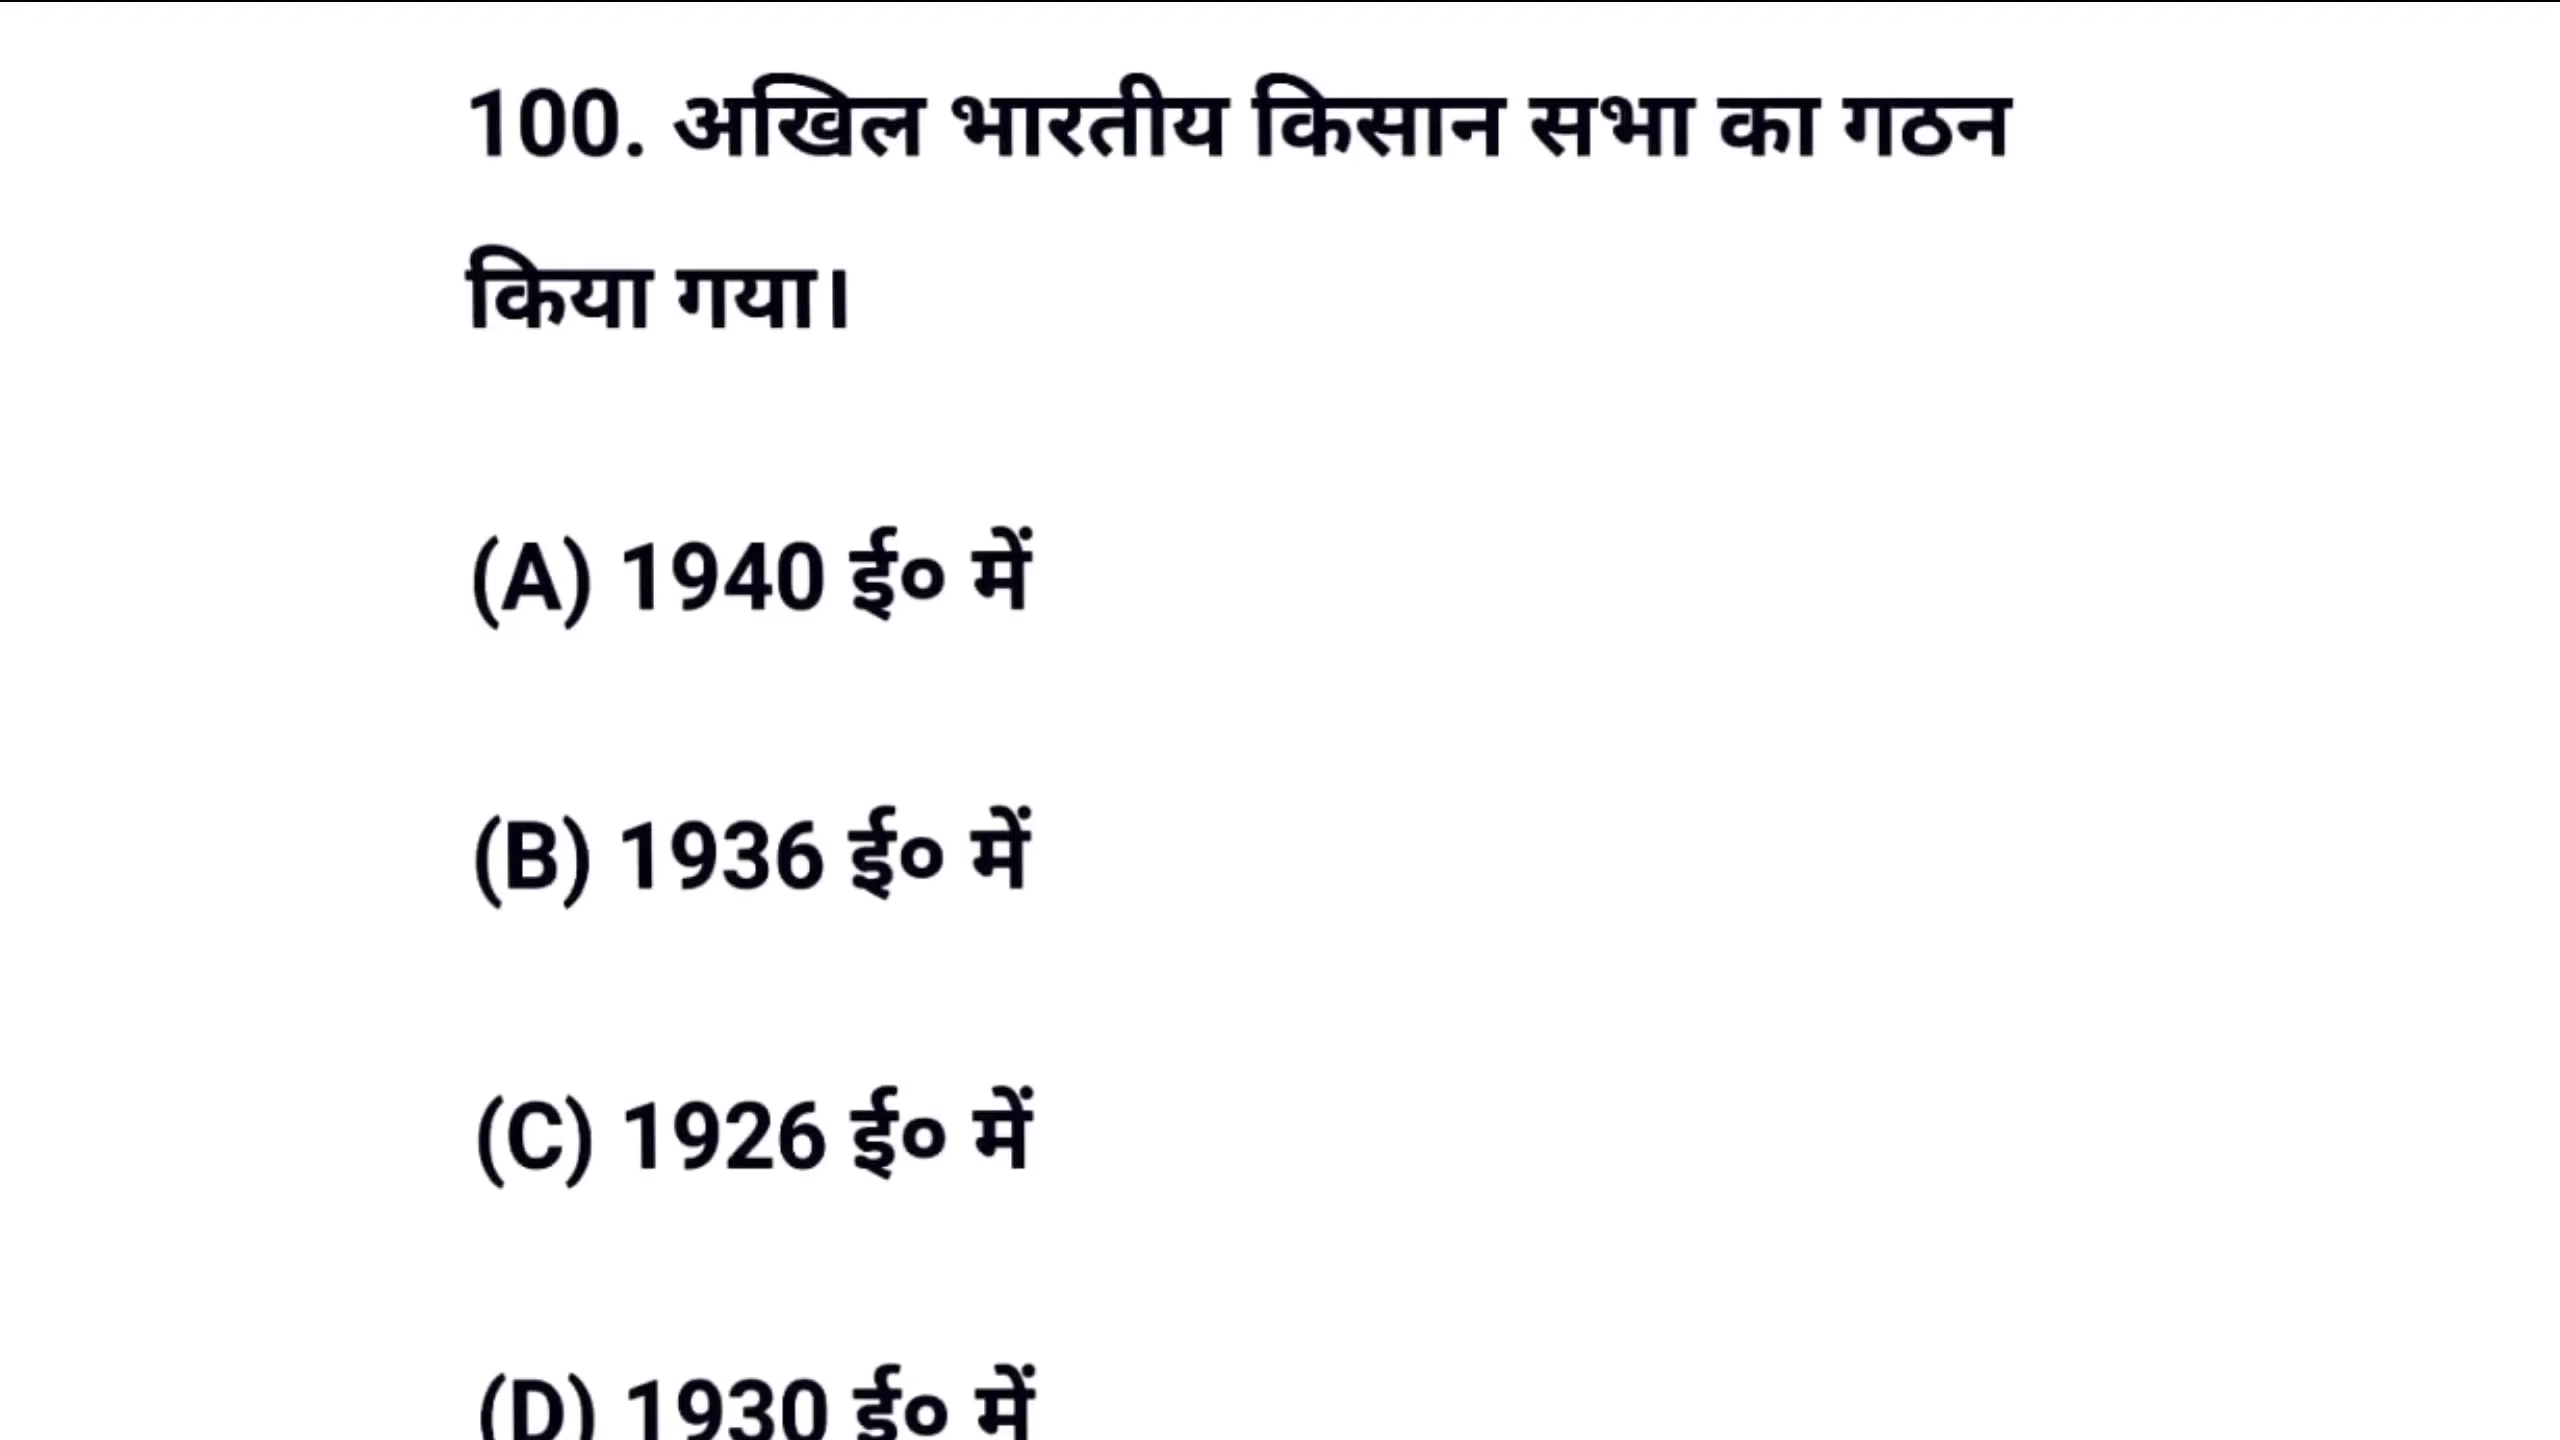 100. अखिल भारतीय किसान सभा का गठन
किया गया।
(A) 1940 ई० में
(B) 1936 ई० में
(C) 1926 ई० में
(D) 1930 ई० में